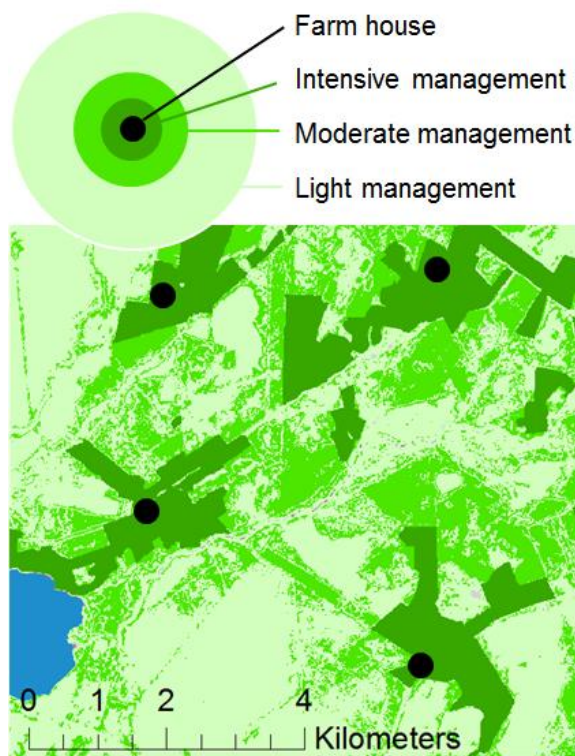 Farm house
Intensive management
Moderate management
Light management
0 1 2 4
Kilometers